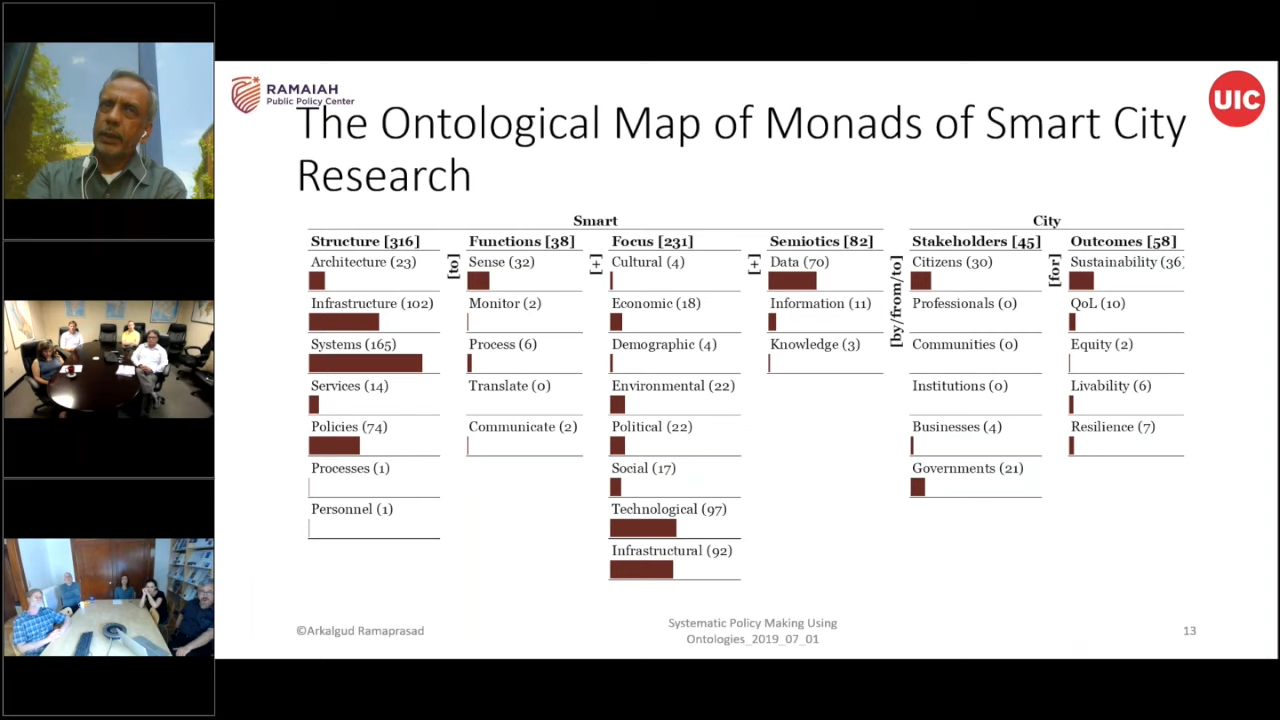 RAMAIAH
Public Policy Center
UIC
The Ontological Map of Monads of Smart City
Research
Smart
City
Structure [316]
Architecture (23)
Infrastructure (102)
Systems (165)
Services (14)
Policies (74)
Processes (1)
Personnel (1)
[to]
Functions [38]
Sense (32)
Monitor (2)
Process (6)
Translate (0)
Communicate (2)
[+]
Focus [231]
Cultural (4)
Economic (18)
Demographic (4)
Environmental (22)
Political (22)
Social (17)
Technological (97)
Infrastructural (92)
[+]
Semiotics [82]
Data (70)
Information (11)
Knowledge (3)
[by/from/to]
Stakeholders [45]
Citizens (30)
Professionals (0)
Communities (0)
Institutions (0)
Businesses (4)
Governments (21)
[for]
Outcomes [58]
Sustainability (36)
QoL (10)
Equity (2)
Livability (6)
Resilience (7)
©Arkalgud Ramaprasad
Systematic Policy Making Using
Ontologies_2019_07_01
13